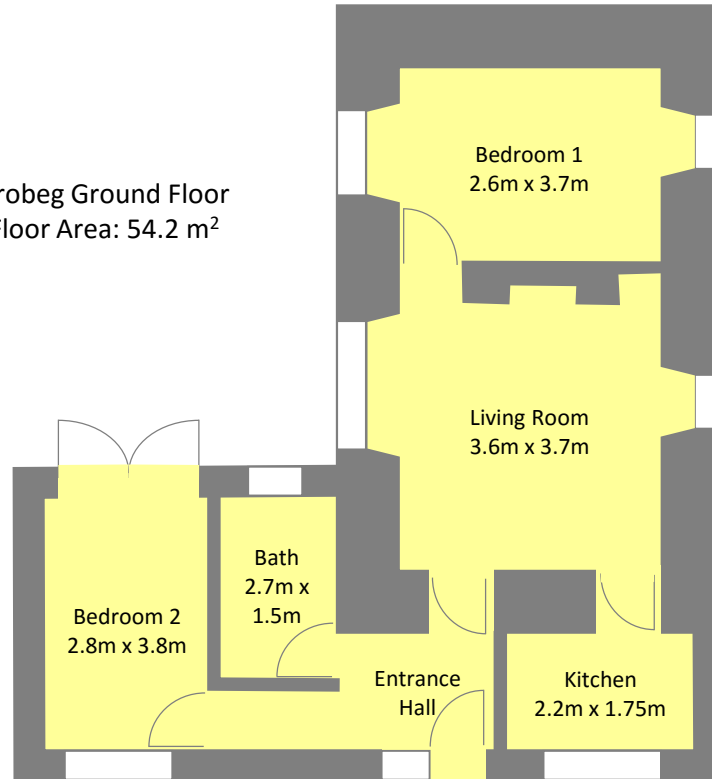 robeg Ground Floor
Floor Area: 54.2 m²
Bedroom 1
2.6m x 3.7m
Living Room
3.6m x 3.7m
Bath
2.7m x
1.5m
Bedroom 2
2.8m x 3.8m
Entrance
Hall
Kitchen
2.2m x 1.75m